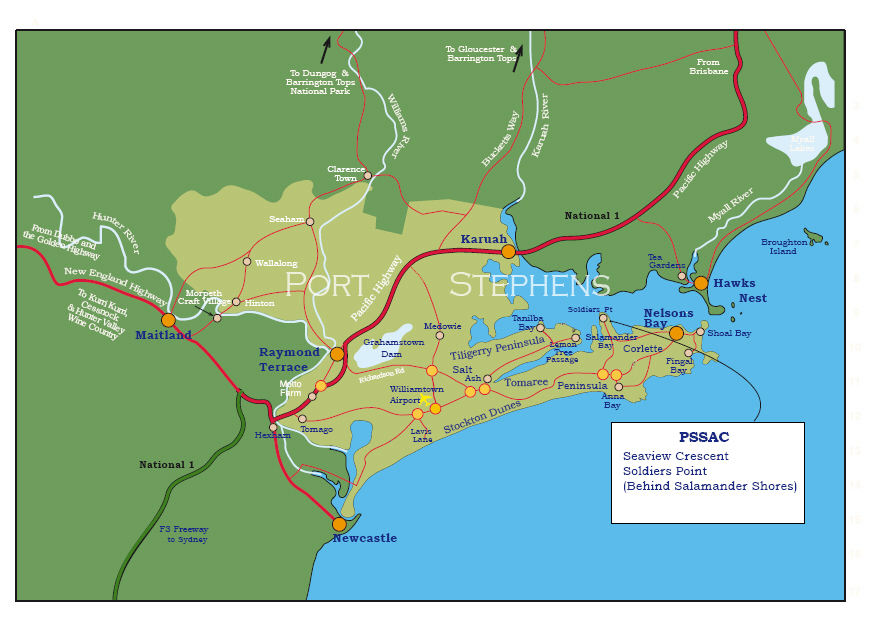 To Dungog &
Barrington Tops
National Park
To Gloucester &
Barrington Tops
From
Brisbane
Williams River
Bucketts Way
Karuah River
Myall
Lakes
Pacific Highway
Myall River
Clarence
Town
Seaham
National 1
Hunter River
From Dubbo and
the Golden Highway
Karuah
Broughton
Island
Wallalong
Tea
Gardens
New England Highway
PORT STEPHENS
Pacific Highway
Hawks
Nest
Morpeth
Craft Village
Hinton
To Kurri Kurri,
Cessnock
& Hunter Valley
Wine Country
Maitland
Soldiers Pt
Nelsons
Bay
Tanilba
Bay
Medowie
Shoal Bay
Grahamstown
Dam
Tiligerry Peninsula
Lemon
Tree
Passage
Salamander
Bay
Corlette
Raymond
Terrace
Fingal
Bay
Richardson Rd
Salt
Ash
Tomaree
Peninsula
Motto
Farm
Williamtown
Airport
Anna
Bay
Stockton Dunes
Tomago
Hexham
Lavis
Lane
PSSAC
Seaview Crescent
Soldiers Point
(Behind Salamander Shores)
National 1
F3 Freeway
to Sydney
Newcastle